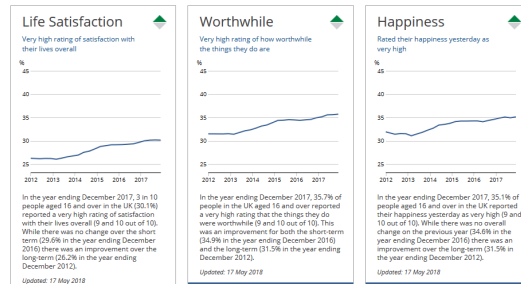 Life Satisfaction
Very high rating of satisfaction with
their lives overall
%
45
40
35
30
25
2012 2013 2014 2015 2016 2017
In the year ending December 2017, 3 in 10
people aged 16 and over in the UK (30.1%)
reported a very high rating of satisfaction
with their lives overall (9 and 10 out of 10).
While there was no change over the short
term (29.6% in the year ending December
2016) there was an improvement over the
long-term (26.2% in the year ending
December 2012).
Updated: 17 May 2018
Worthwhile
Very high rating of how worthwhile
the things they do are
%
45
40
35
30
25
2012 2013 2014 2015 2016 2017
In the year ending December 2017, 35.7% of
people in the UK aged 16 and over reported
a very high rating that the things they do
were worthwhile (9 and 10 out of 10). This
was an improvement for both the short-term
(34.9% in the year ending December 2016)
and the long-term (31.5% in the year ending
December 2012).
Updated: 17 May 2018
Happiness
Rated their happiness yesterday as
very high
%
45
40
35
30
25
2012 2013 2014 2015 2016 2017
In the year ending December 2017, 35.1% of
people aged 16 and over in the UK reported
their happiness yesterday as very high (9 and
10 out of 10). While there was no overall
change on the previous year (34.6% in the
year ending December 2016) there was an
improvement over the long-term (31.5% in
the year ending December 2012).
Updated: 17 May 2018